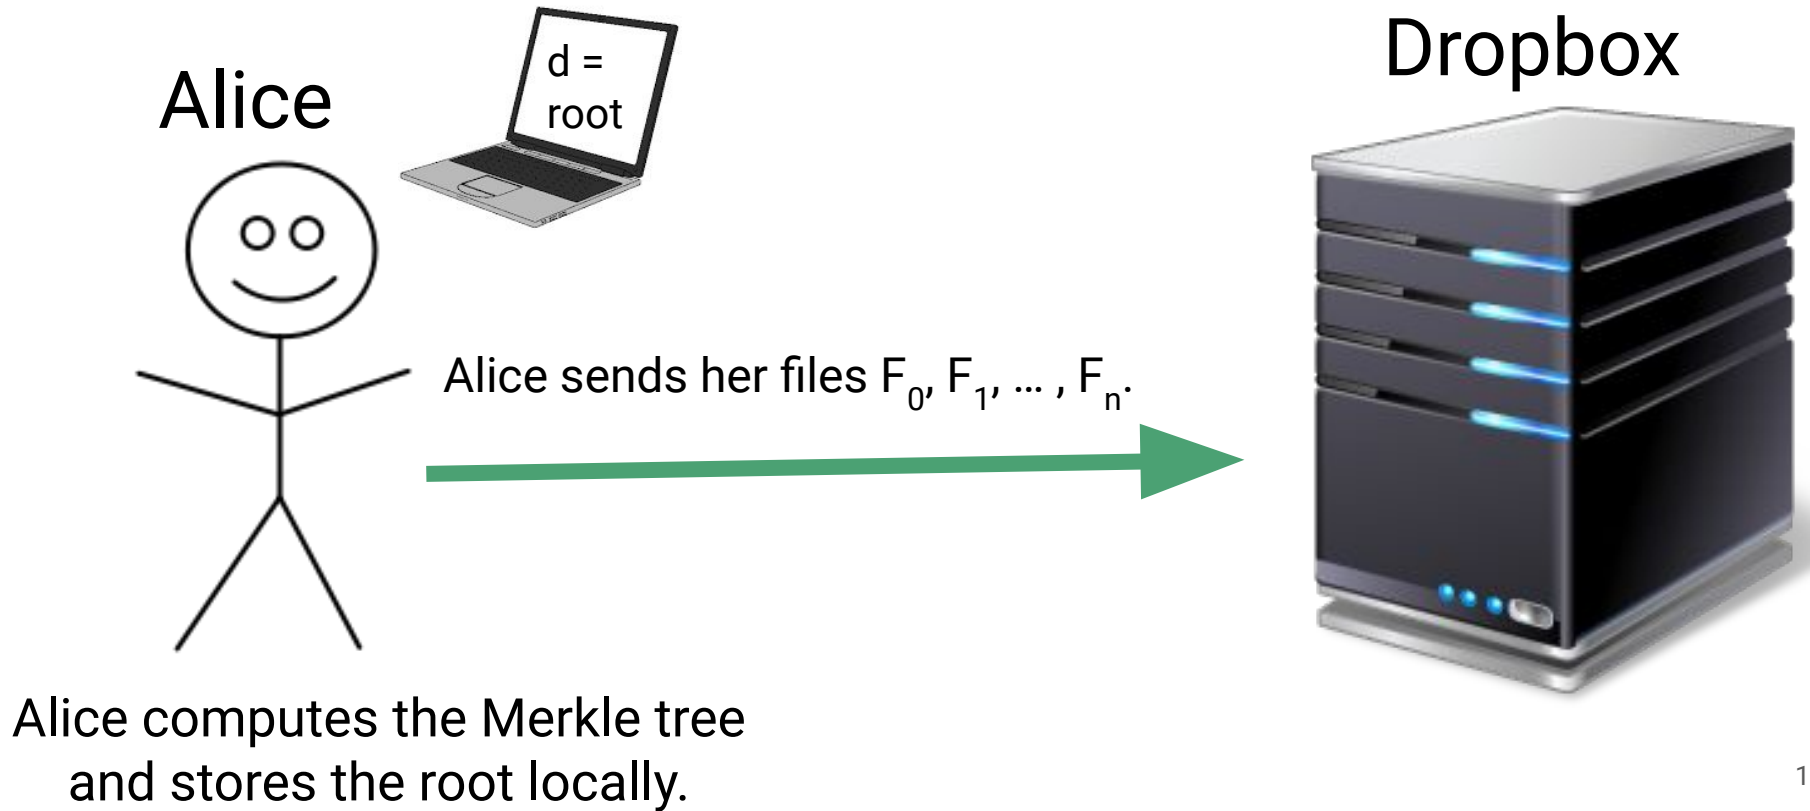 Alice
d =
root
Dropbox
Alice sends her files F0, F1, … , Fn.
Alice computes the Merkle tree
and stores the root locally.
1